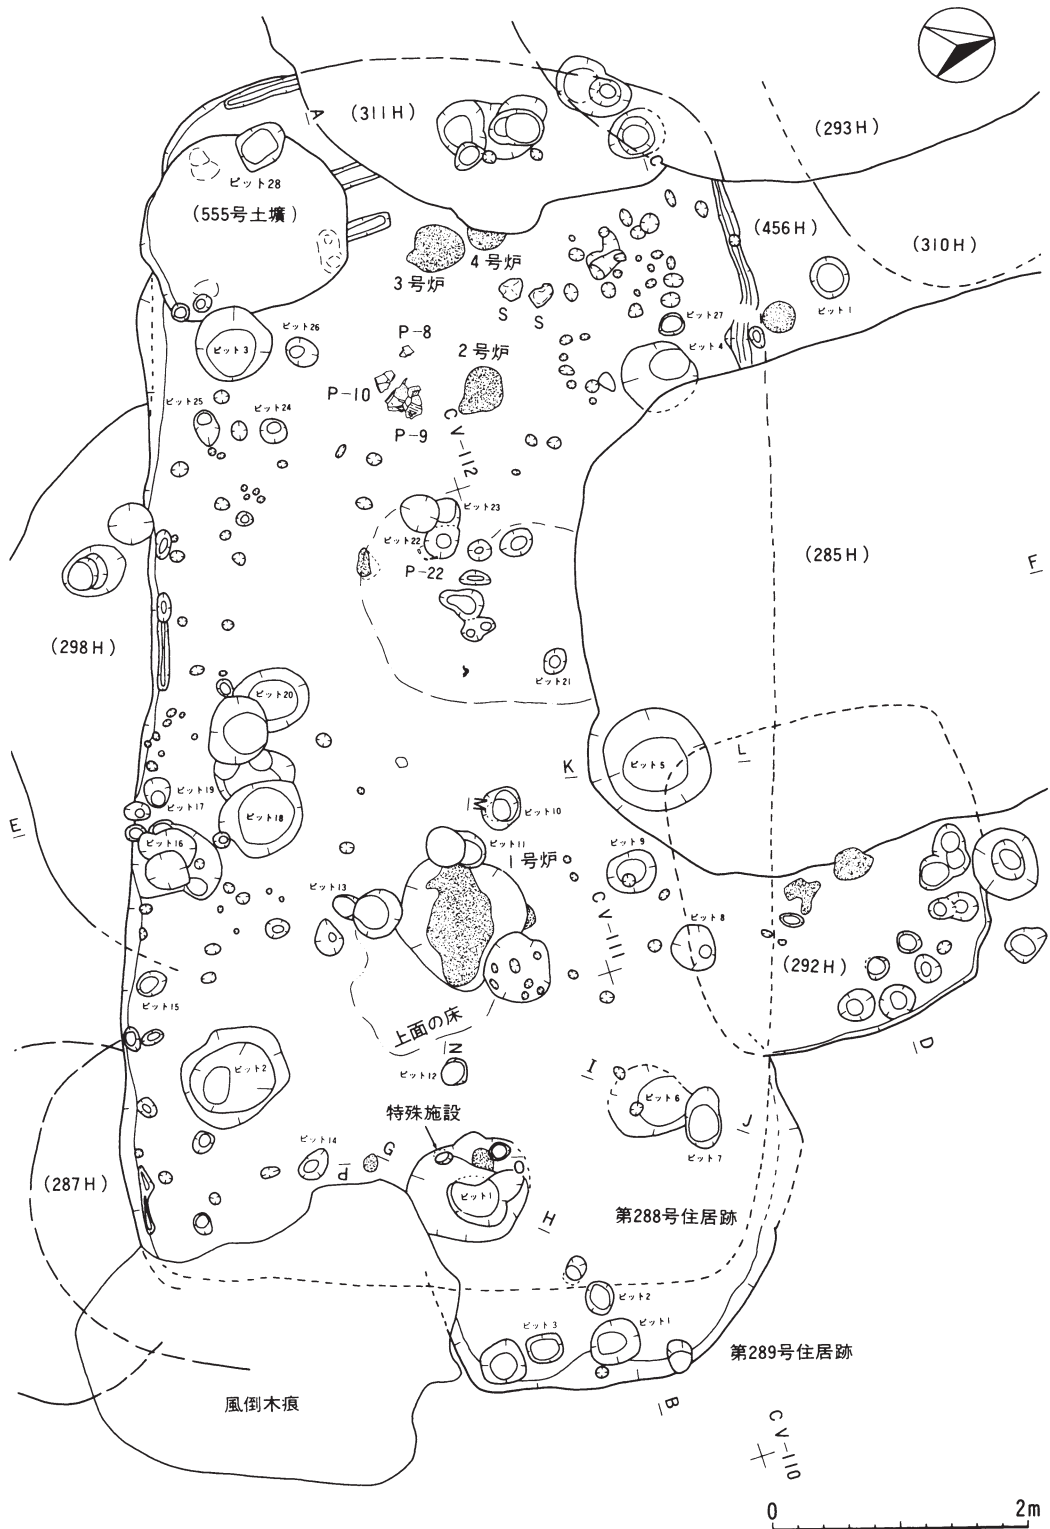 A
(311H)
(293H)
C
ピット28
(555号土壙)
(456H)
(310H)
4号炉
3号炉
S
S
ピット27
ピット1
ピット26
ピット3
P-8
2号炉
ピット4
P-10
P-9
ピット25
ピット24
CV-112
ピット23
ピット22
P-22
(285H)
F
(298H)
ピット21
ピット20
K
ピット5
L
ピット19
ピット17
M
ピット10
E
ピット18
ピット16
ピット11
1号炉
ピット9
ピット13
CV-111
ピット8
(292H)
ピット15
上面の床
D
N
ピット12
ピット2
I
ピット6
J
ピット7
特殊施設
ピット14
P
G
O
(287H)
ピット1
H
第288号住居跡
ピット2
ピット3
ピット1
第289号住居跡
風倒木痕
B
CV-110
0
2m